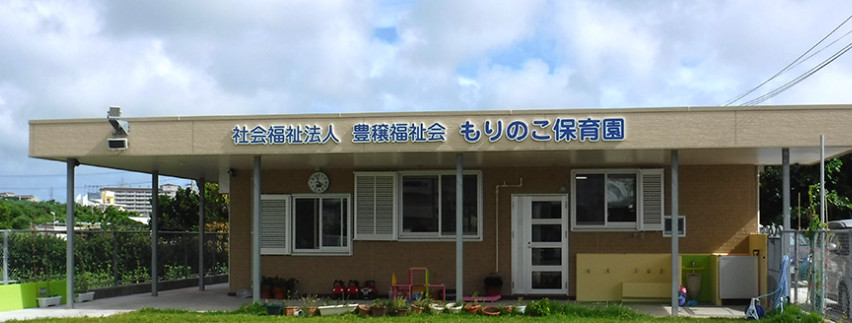 社会福祉法人 豊穣福祉会 もりのこ保育園